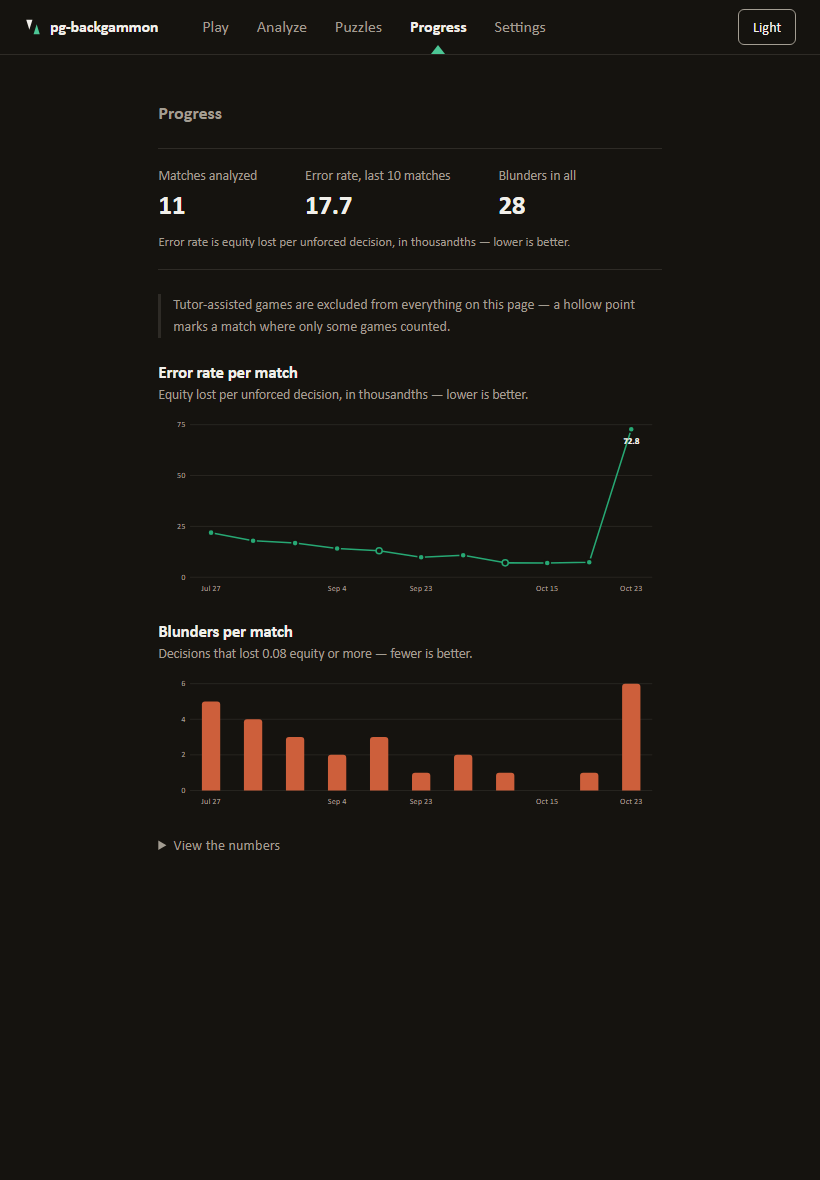 pg-backgammon Play Analyze Puzzles Progress Settings Light
Progress
Matches analyzed Error rate, last 10 matches Blunders in all
11 17.7 28
Error rate is equity lost per unforced decision, in thousandths — lower is better.
Tutor-assisted games are excluded from everything on this page — a hollow point
marks a match where only some games counted.
Error rate per match
Equity lost per unforced decision, in thousandths — lower is better.
75
72.8
50
25
0
Jul 27 Sep 4 Sep 23 Oct 15 Oct 23
Blunders per match
Decisions that lost 0.08 equity or more — fewer is better.
6
4
2
0
Jul 27 Sep 4 Sep 23 Oct 15 Oct 23
View the numbers